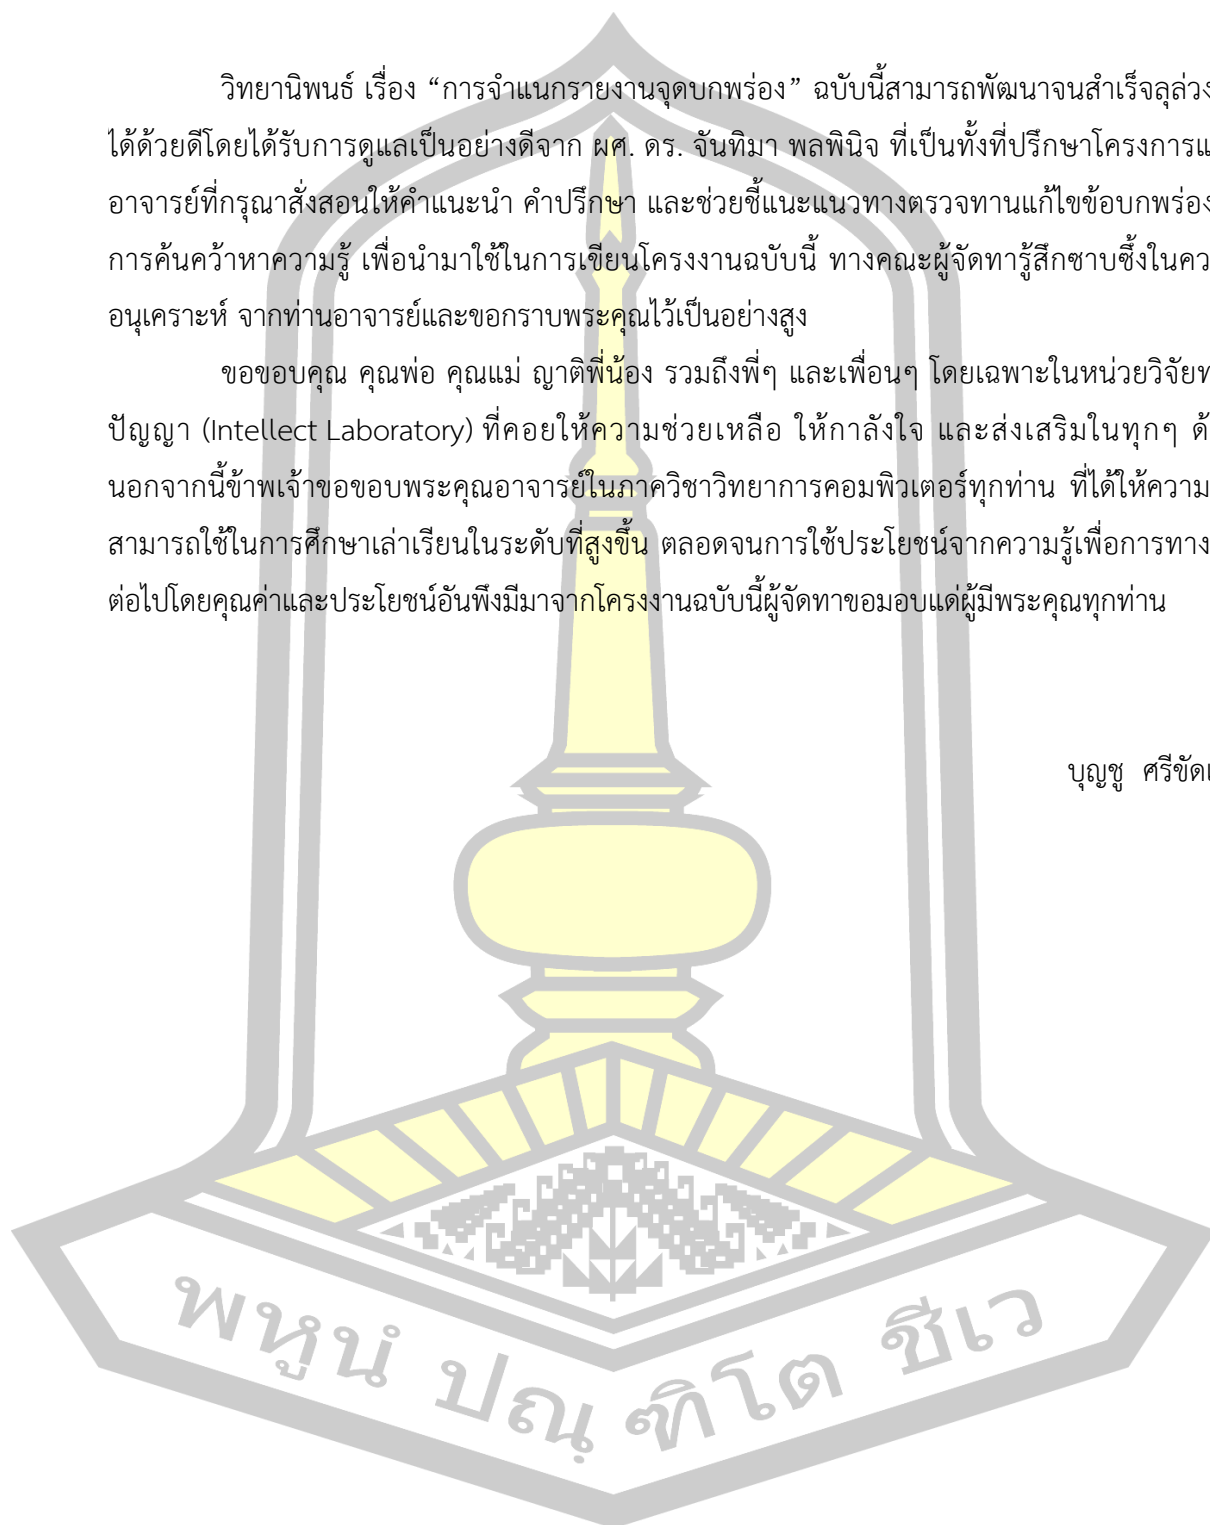 วิทยานิพนธ์ เรื่อง “การจำแนกรายงานจุดบกพร่อง” ฉบับนี้สามารถพัฒนาจนสำเร็จลุล่วง
ได้ด้วยดีโดยได้รับการดูแลเป็นอย่างดีจาก ผศ. ดร. จันทิมา พลพินิจ ที่เป็นทั้งที่ปรึกษาโครงการแ
อาจารย์ที่กรุณาสั่งสอนให้คำแนะนำ คำปรึกษา และช่วยชี้แนะแนวทางตรวจทานแก้ไขข้อบกพร่อง
การค้นคว้าหาความรู้ เพื่อนำมาใช้ในการเขียนโครงงานฉบับนี้ ทางคณะผู้จัดทารู้สึกซาบซึ้งในคว
อนุเคราะห์ จากท่านอาจารย์และขอกราบพระคุณไว้เป็นอย่างสูง
ขอขอบคุณ คุณพ่อ คุณแม่ ญาติพี่น้อง รวมถึงพี่ๆ และเพื่อนๆ โดยเฉพาะในหน่วยวิจัยท
ปัญญา (Intellect Laboratory) ที่คอยให้ความช่วยเหลือ ให้กาลังใจ และส่งเสริมในทุกๆ ด้
นอกจากนี้ข้าพเจ้าขอขอบพระคุณอาจารย์ในภาควิชาวิทยาการคอมพิวเตอร์ทุกท่าน ที่ได้ให้ความ
สามารถใช้ในการศึกษาเล่าเรียนในระดับที่สูงขึ้น ตลอดจนการใช้ประโยชน์จากความรู้เพื่อการทาง
ต่อไปโดยคุณค่าและประโยชน์อันพึงมีมาจากโครงงานฉบับนี้ผู้จัดทาขอมอบแด่ผู้มีพระคุณทุกท่าน
บุญชู ศรีขัดเ
พหูนํ ปณฺฑิโต ชีเว